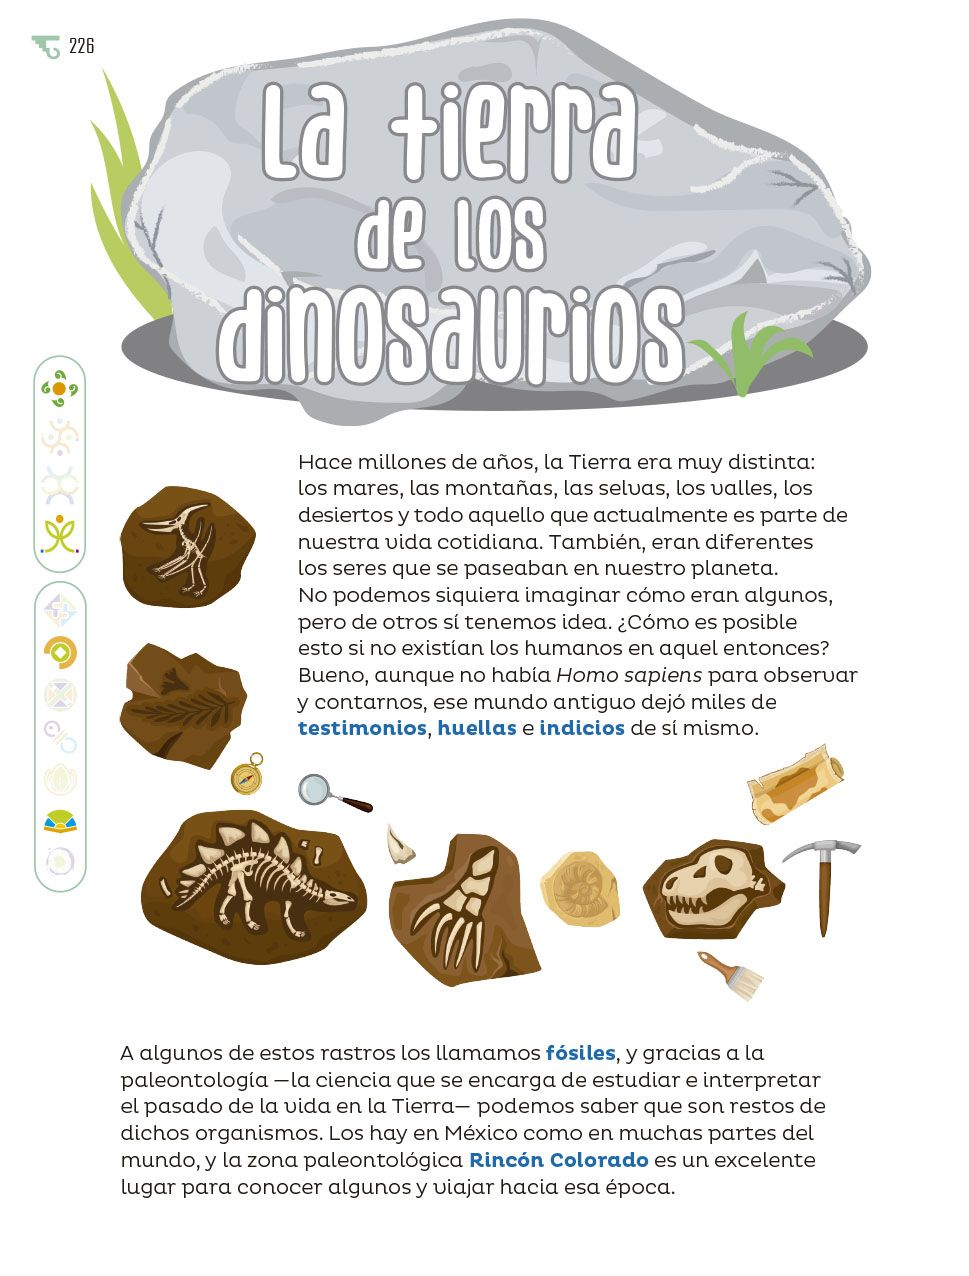 226
La tierra
de los
dinosaurios
Hace millones de años, la Tierra era muy distinta:
los mares, las montañas, las selvas, los valles, los
desiertos y todo aquello que actualmente es parte de
nuestra vida cotidiana. También, eran diferentes
los seres que se paseaban en nuestro planeta.
No podemos siquiera imaginar cómo eran algunos,
pero de otros sí tenemos idea. ¿Cómo es posible
esto si no existían los humanos en aquel entonces?
Bueno, aunque no había Homo sapiens para observar
y contarnos, ese mundo antiguo dejó miles de
testimonios, huellas e indicios de sí mismo.
A algunos de estos rastros los llamamos fósiles, y gracias a la
paleontología —la ciencia que se encarga de estudiar e interpretar
el pasado de la vida en la Tierra— podemos saber que son restos de
dichos organismos. Los hay en México como en muchas partes del
mundo, y la zona paleontológica Rincón Colorado es un excelente
lugar para conocer algunos y viajar hacia esa época.